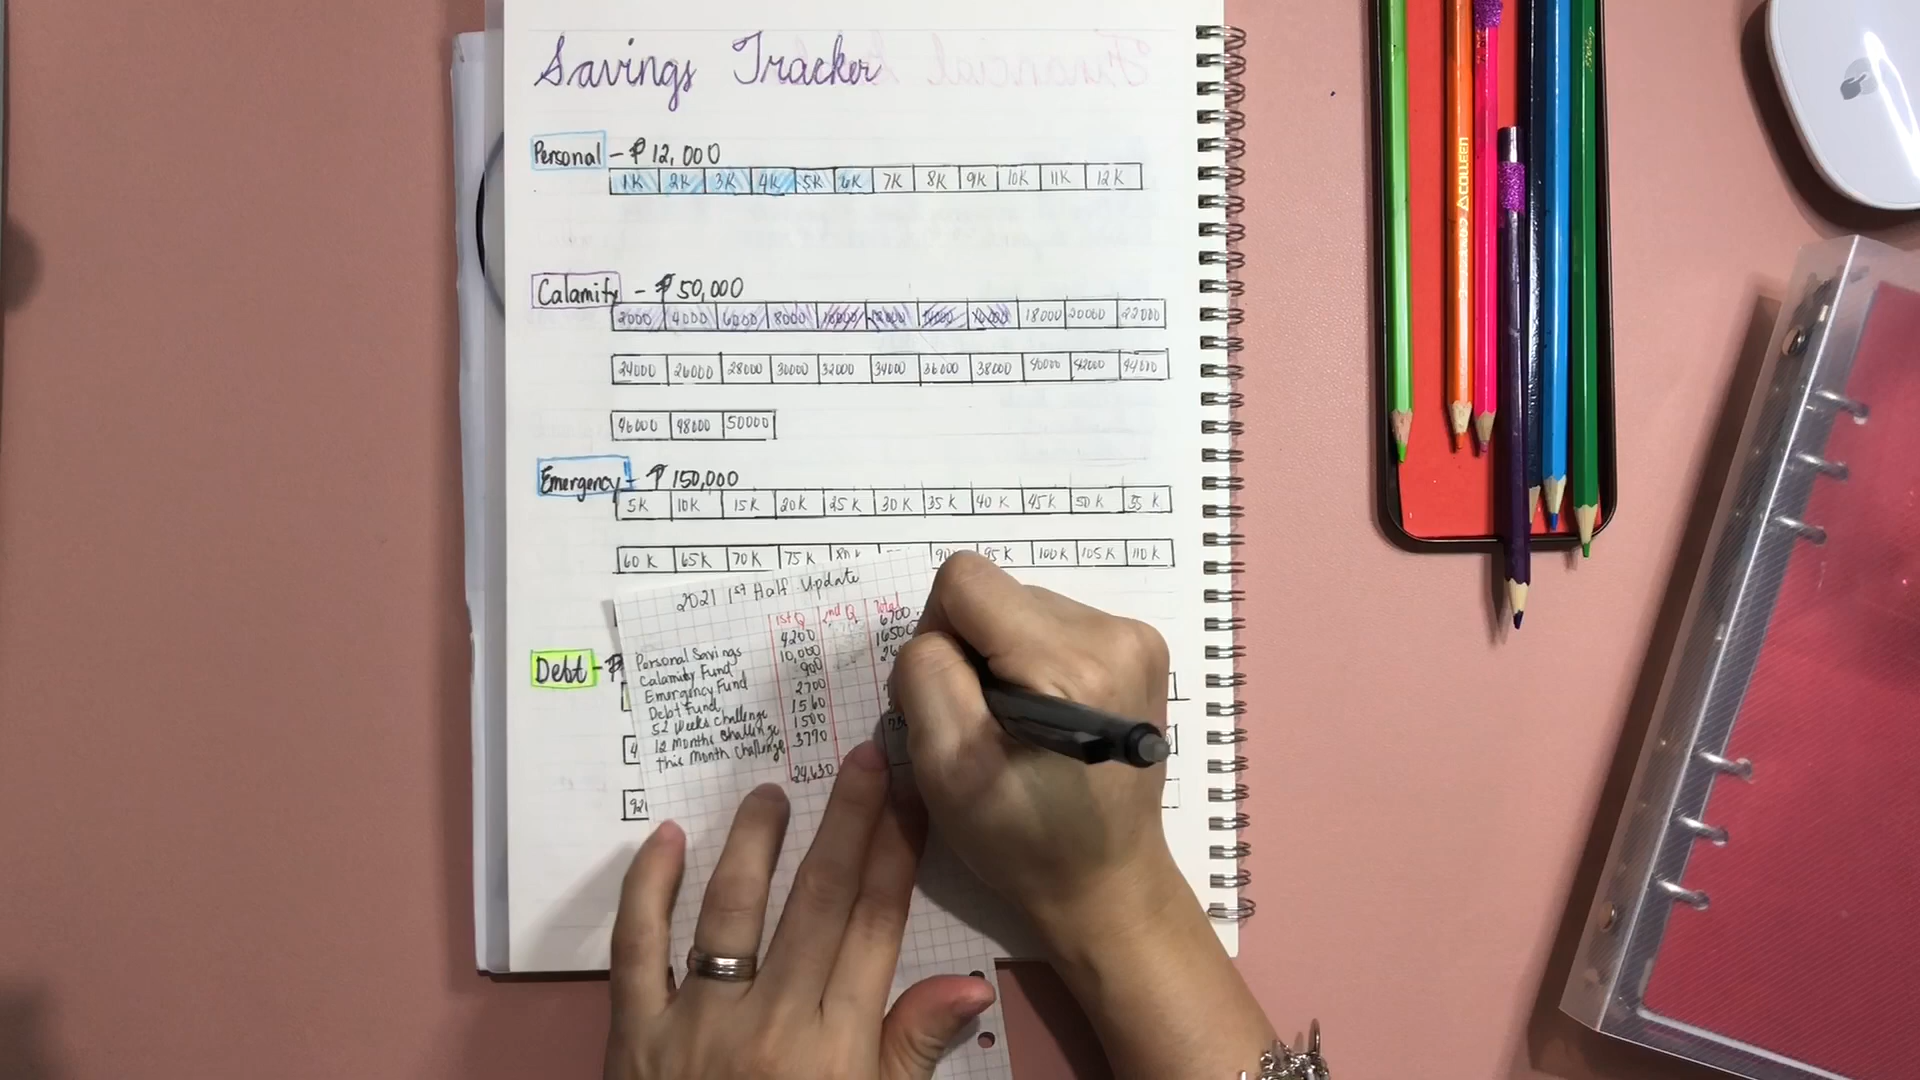 Savings Tracker
Personal - ₱12,000
1K 2K 3K 4K 5K 6K 7K 8K 9K 10K 11K 12K
Calamity - ₱50,000
2000 4000 6000 8000 10000 12000 14000 16000 18000 20000 22000
24000 26000 28000 30000 32000 34000 36000 38000 40000 42000 44000
46000 48000 50000
Emergency - ₱150,000
5K 10K 15K 20K 25K 30K 35K 40K 45K 50K 55K
60K 65K 70K 75K 95K 100K 105K 110K
2021 1st Half Update
1st Q 2nd Q Total
Personal Savings 4200 6700
Calamity Fund 10,000 16500
Emergency Fund 900
Debt Fund 2700
52 Weeks challenge 1560
12 Months challenge 1500
This Month challenge 3770
24,630
Debt - ₱
COLLEEN